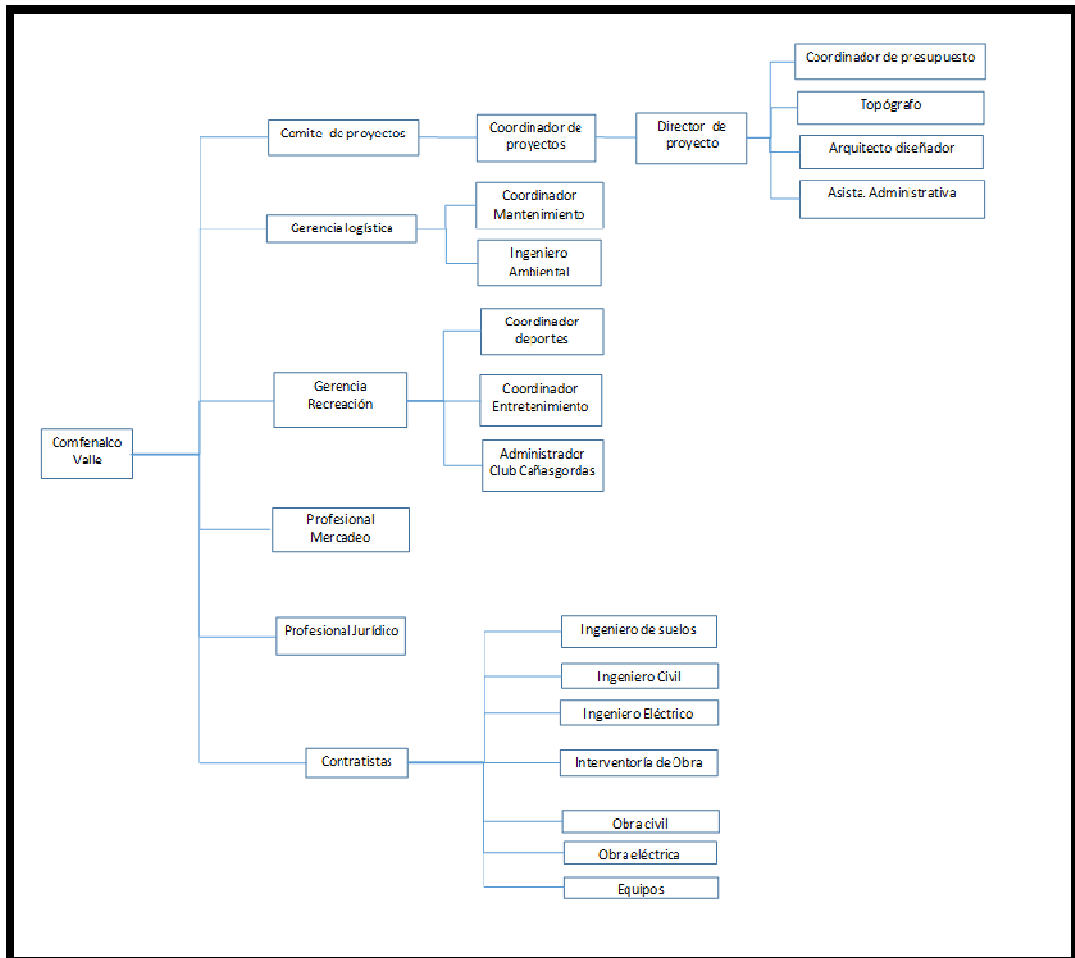 Coordinador de presupuesto
Topógrafo
Arquitecto diseñador
Asista. Administrativa
Director de
proyecto
Coordinador de
proyectos
Comite de proyectos
Coordinador
Mantenimiento
Gerencia logística
Ingeniero
Ambiental
Coordinador
deportes
Gerencia
Recreación
Coordinador
Entretenimiento
Administrador
Club Cañasgordas
Comfenalco
Valle
Profesional
Mercadeo
Profesional Jurídico
Ingeniero de suelos
Ingeniero Civil
Ingeniero Eléctrico
Contratistas
Interventoría de Obra
Obra civil
Obra eléctrica
Equipos